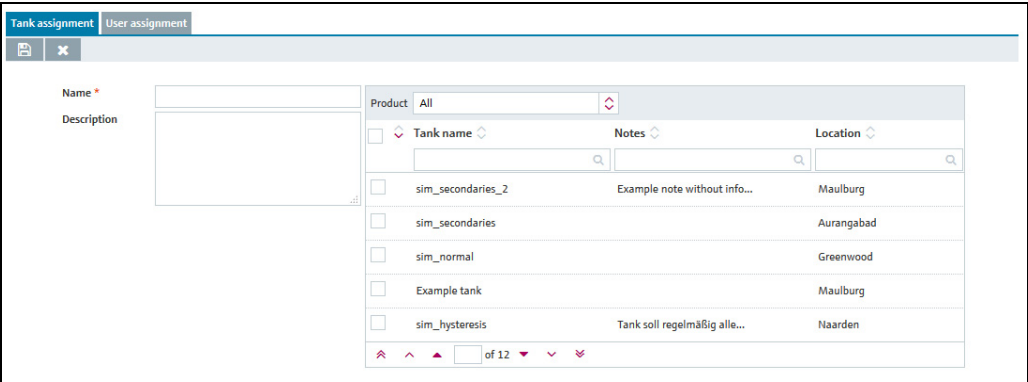 Tank assignment User assignment
Name *
Description
Product All
Tank name Notes Location
sim_secondaries_2 Example note without info... Maulburg
sim_secondaries Aurangabad
sim_normal Greenwood
Example tank Maulburg
sim_hysteresis Tank soll regelmäßig alle... Naarden
of 12